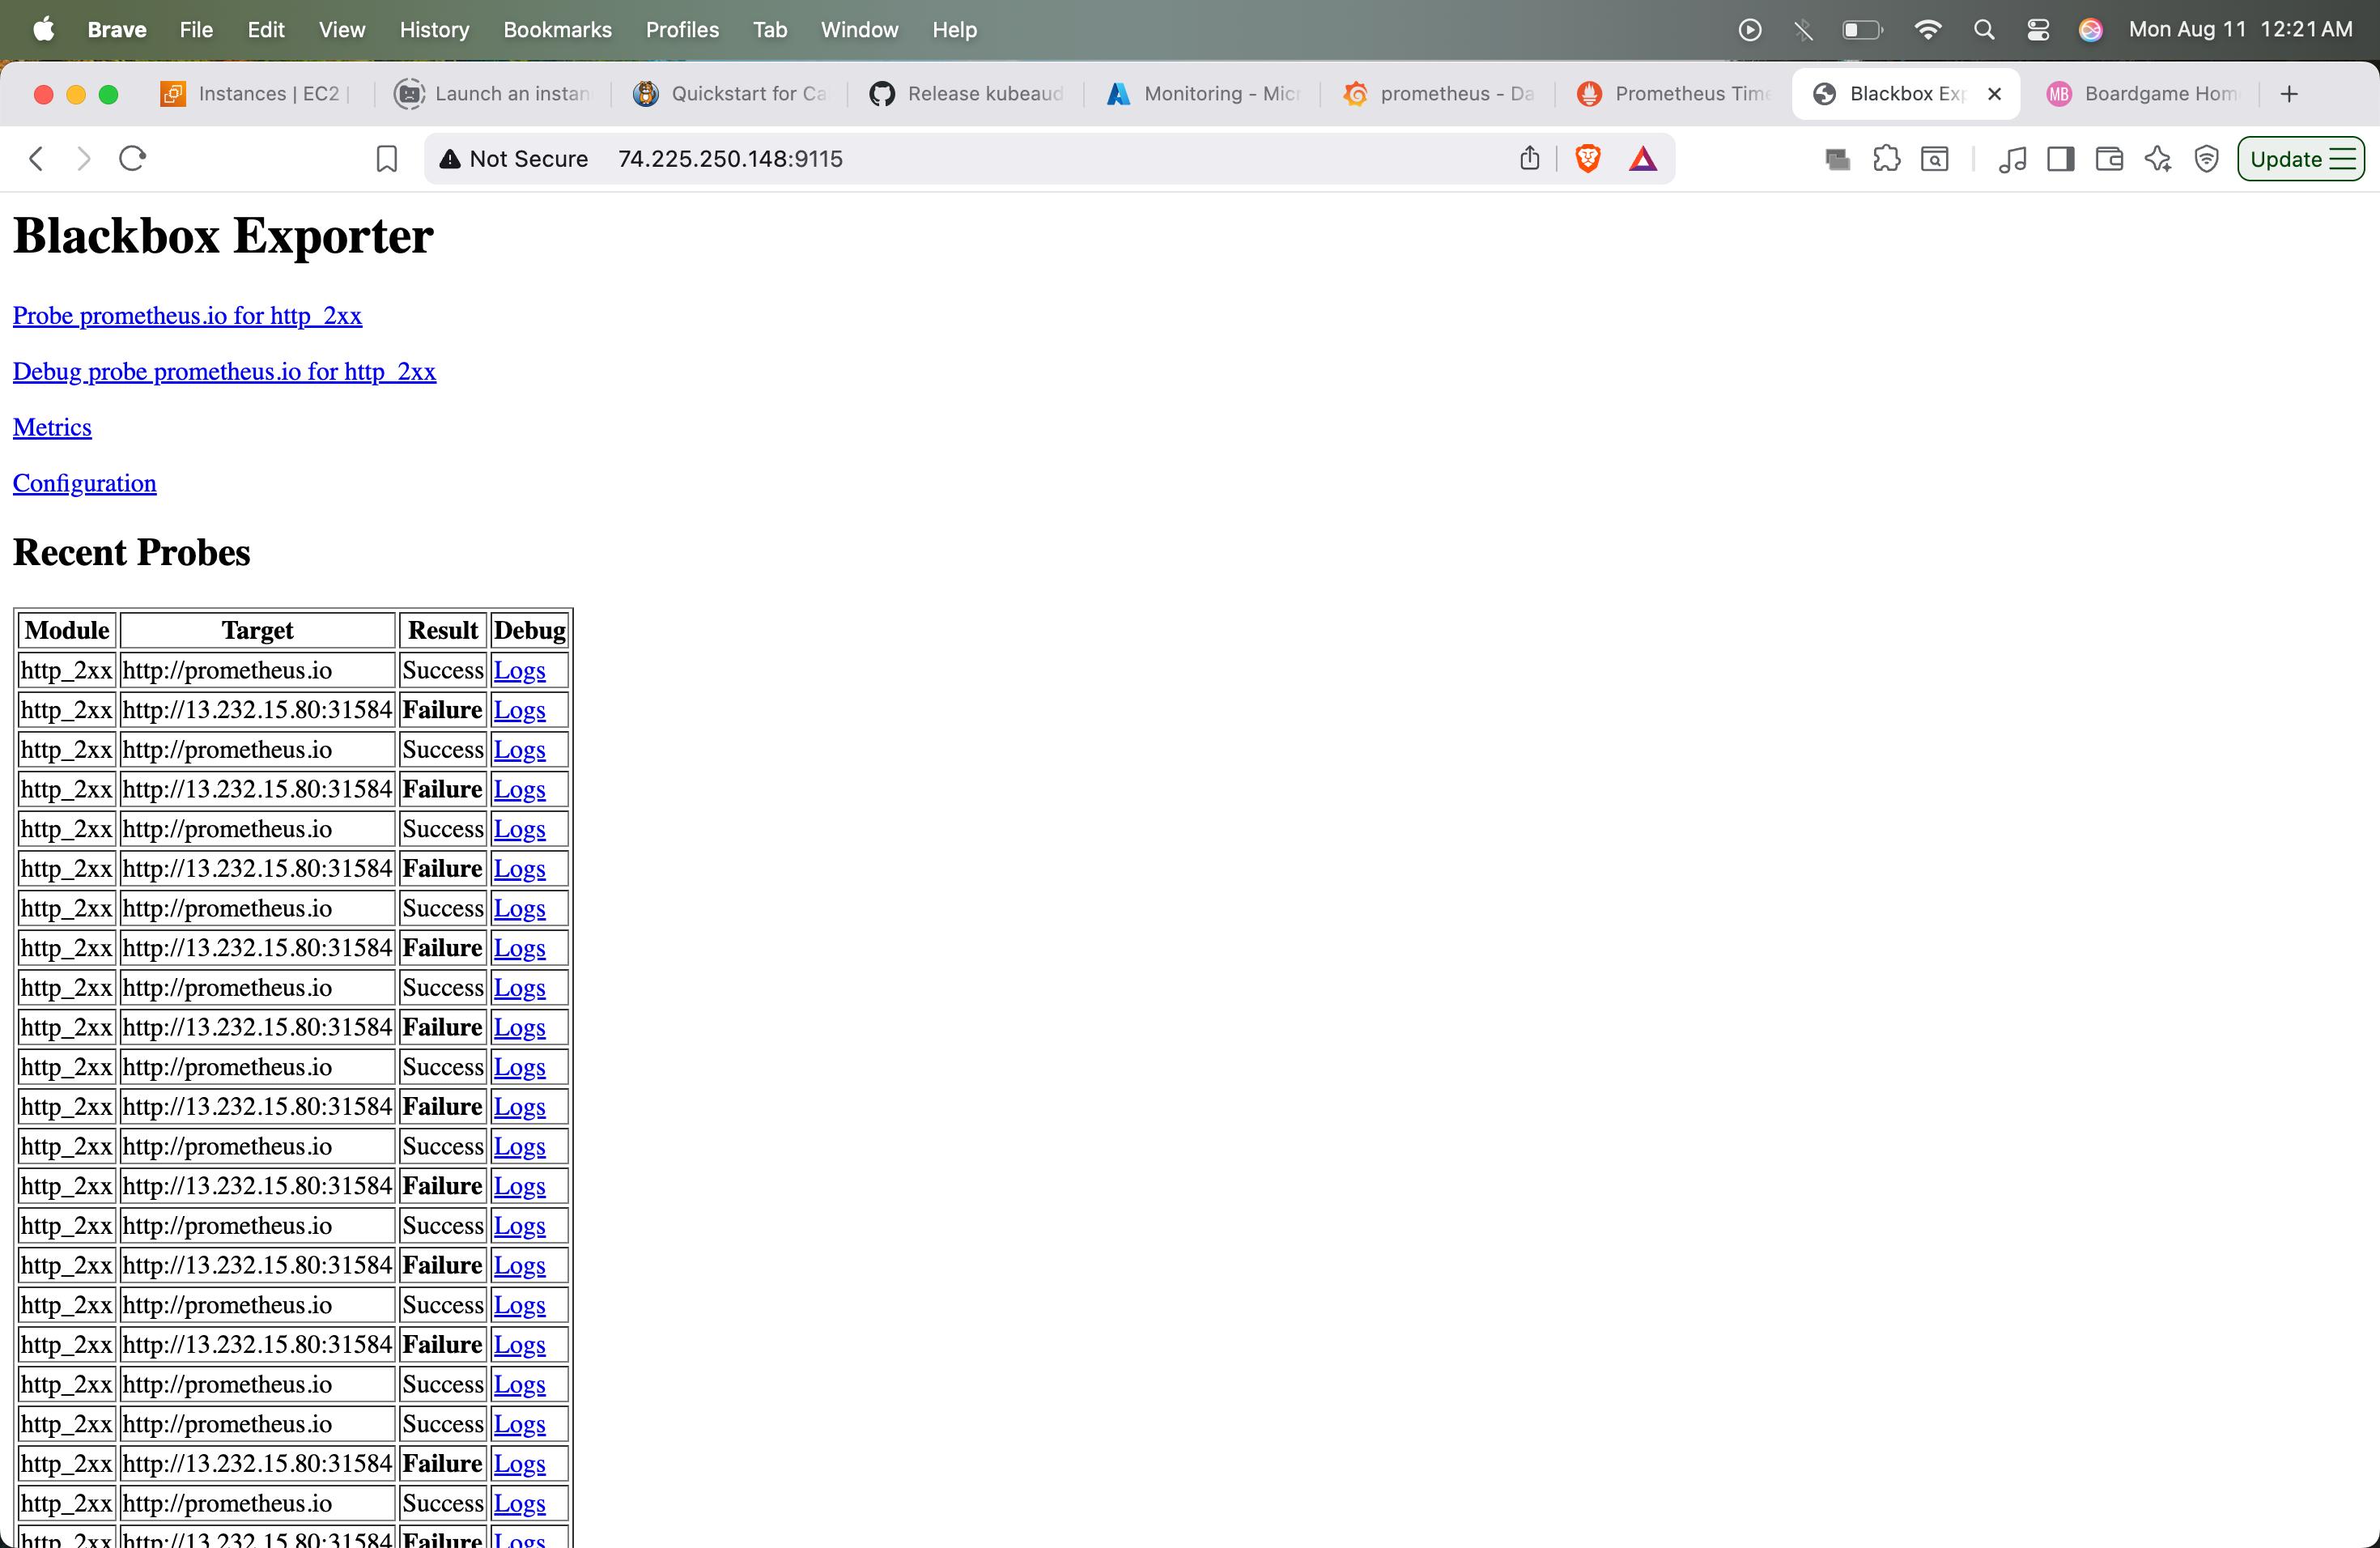 Brave File Edit View History Bookmarks Profiles Tab Window Help Mon Aug 11 12:21 AM
Instances | EC2 | Launch an instan Quickstart for Ca Release kubeaud Monitoring - Micr prometheus - Da Prometheus Time Blackbox Exp MB Boardgame Hom
Not Secure 74.225.250.148:9115 Update
Blackbox Exporter
Probe prometheus.io for http_2xx
Debug probe prometheus.io for http_2xx
Metrics
Configuration
Recent Probes
Module Target Result Debug
http_2xx http://prometheus.io Success Logs
http_2xx http://13.232.15.80:31584 Failure Logs
http_2xx http://prometheus.io Success Logs
http_2xx http://13.232.15.80:31584 Failure Logs
http_2xx http://prometheus.io Success Logs
http_2xx http://13.232.15.80:31584 Failure Logs
http_2xx http://prometheus.io Success Logs
http_2xx http://13.232.15.80:31584 Failure Logs
http_2xx http://prometheus.io Success Logs
http_2xx http://13.232.15.80:31584 Failure Logs
http_2xx http://prometheus.io Success Logs
http_2xx http://13.232.15.80:31584 Failure Logs
http_2xx http://prometheus.io Success Logs
http_2xx http://13.232.15.80:31584 Failure Logs
http_2xx http://prometheus.io Success Logs
http_2xx http://13.232.15.80:31584 Failure Logs
http_2xx http://prometheus.io Success Logs
http_2xx http://13.232.15.80:31584 Failure Logs
http_2xx http://prometheus.io Success Logs
http_2xx http://prometheus.io Success Logs
http_2xx http://13.232.15.80:31584 Failure Logs
http_2xx http://prometheus.io Success Logs
http_2xx http://13.232.15.80:31584 Failure Logs